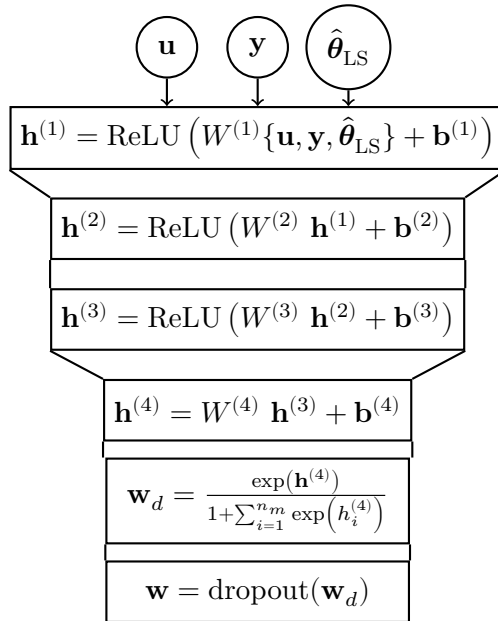 u y θ̂_LS
h^(1) = ReLU(W^(1){u, y, θ̂_LS} + b^(1))
h^(2) = ReLU(W^(2) h^(1) + b^(2))
h^(3) = ReLU(W^(3) h^(2) + b^(3))
h^(4) = W^(4) h^(3) + b^(4)
w_d = exp(h^(4)) / (1+∑_{i=1}^{n_m} exp(h_i^(4)))
w = dropout(w_d)